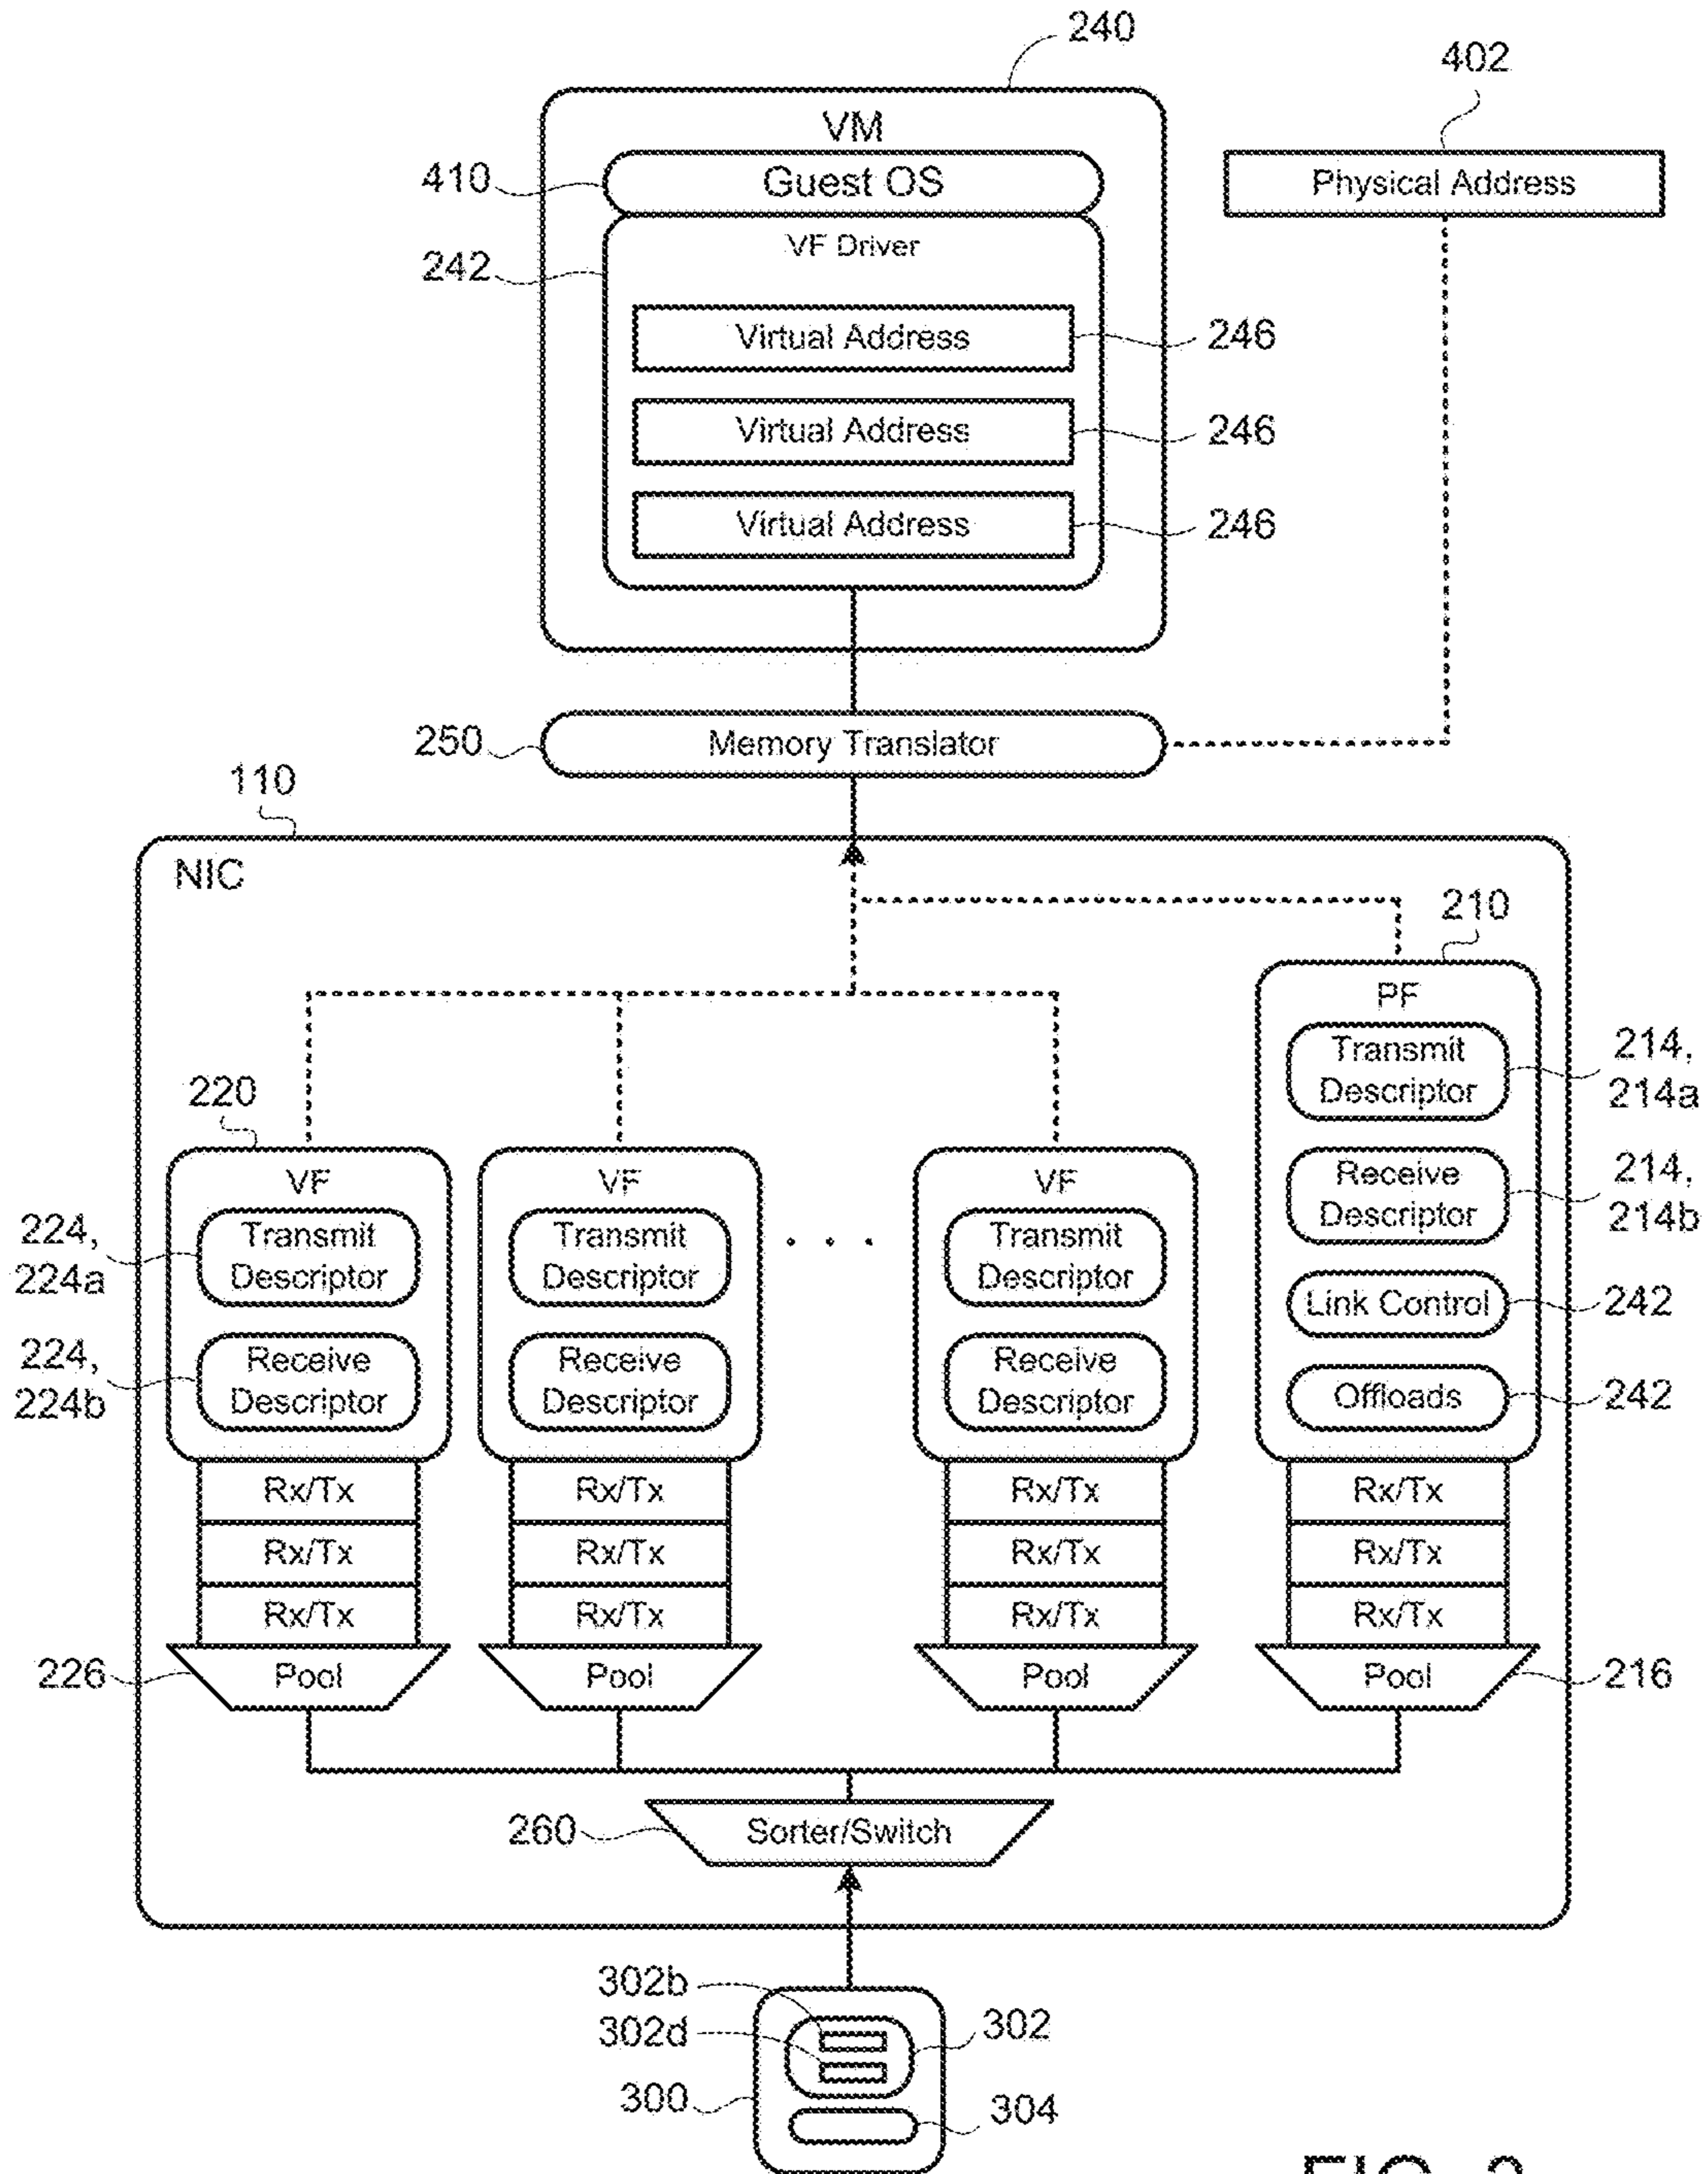 240
402
VM
410
Guest OS
Physical Address
VF Driver
242
Virtual Address
246
Virtual Address
246
Virtual Address
246
250
Memory Translator
110
NIC
210
PF
Transmit
Descriptor
214,
214a
220
Receive
Descriptor
214,
214b
VF
VF
VF
224,
224a
Transmit
Descriptor
Transmit
Descriptor
. . .
Transmit
Descriptor
Link Control
242
224,
224b
Receive
Descriptor
Receive
Descriptor
Receive
Descriptor
Offloads
242
Rx/Tx
Rx/Tx
Rx/Tx
Rx/Tx
Rx/Tx
Rx/Tx
Rx/Tx
Rx/Tx
Rx/Tx
Rx/Tx
Rx/Tx
Rx/Tx
226
Pool
Pool
Pool
Pool
216
260
Sorter/Switch
302b
302d
302
300
304